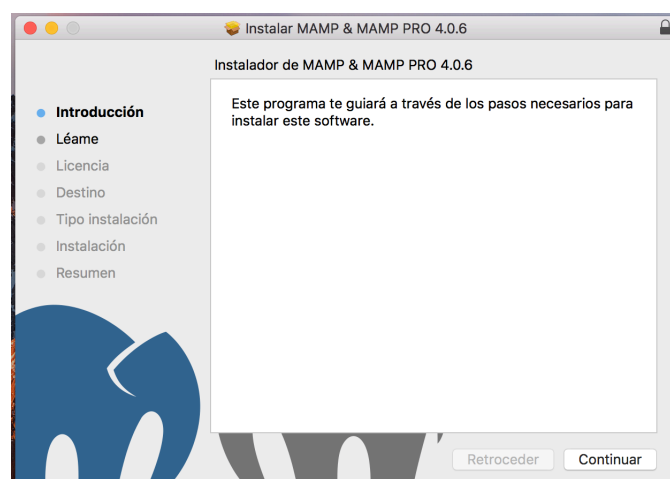 Instalar MAMP & MAMP PRO 4.0.6
Instalador de MAMP & MAMP PRO 4.0.6
Introducción
Léame
Licencia
Destino
Tipo instalación
Instalación
Resumen
Este programa te guiará a través de los pasos necesarios para
instalar este software.
Retroceder
Continuar